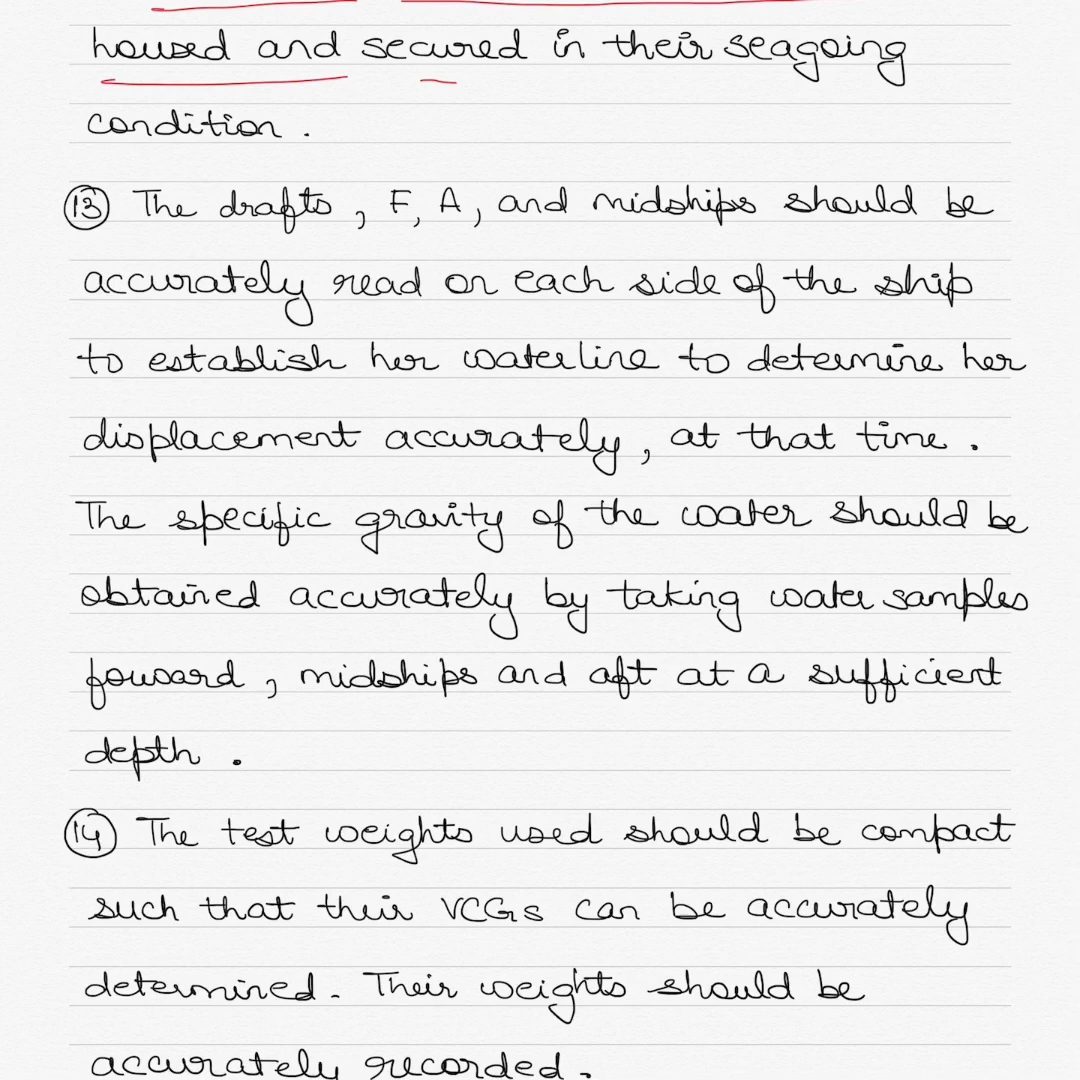 housed and secured in their seagoing
condition.
13 The drafts, F, A, and midships should be
accurately read on each side of the ship
to establish her waterline to determine her
displacement accurately, at that time.
The specific gravity of the water should be
obtained accurately by taking water samples
foward, midships and aft at a sufficient
depth.
14 The test weights used should be compact
such that their VCGs can be accurately
determined. Their weights should be
accurately recorded.